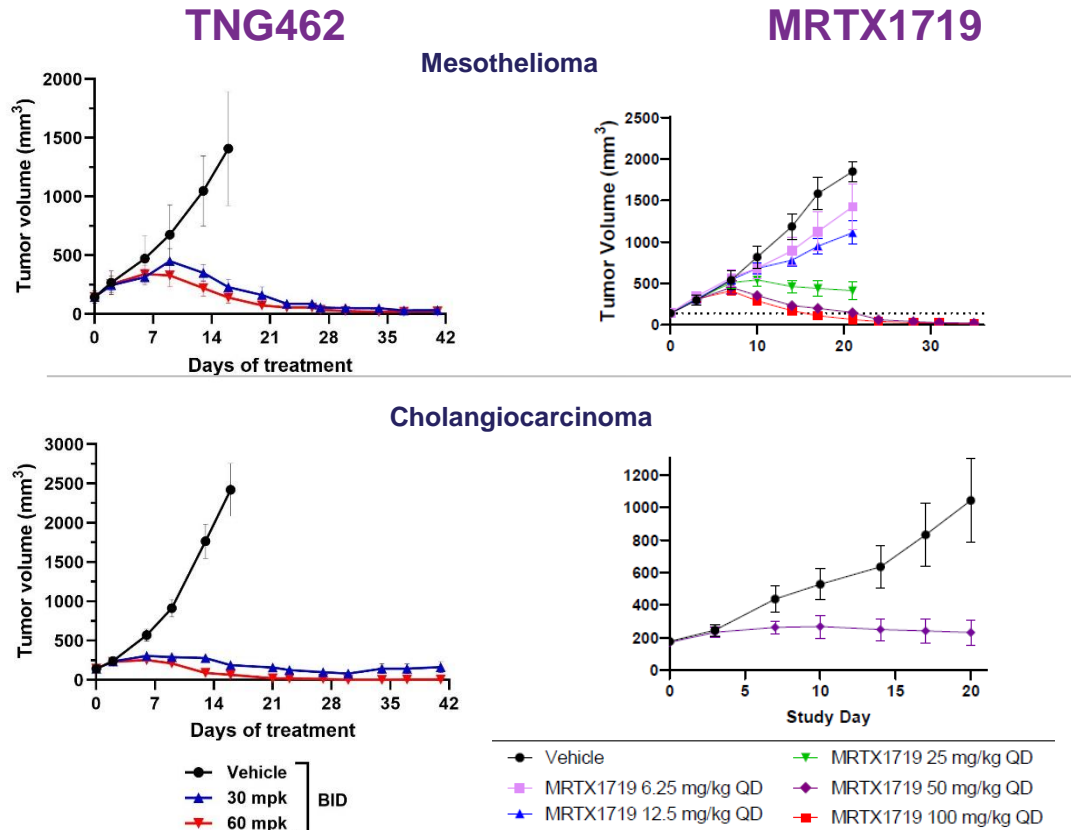 TNG462
MRTX1719
Mesothelioma
Tumor volume (mm³)
2000
1500
1000
500
0
0 7 14 21 28 35 42
Days of treatment
Tumor Volume (mm³)
2500
2000
1500
1000
500
0
0 10 20 30
Cholangiocarcinoma
Tumor volume (mm³)
3000
2500
2000
1500
1000
500
0
0 7 14 21 28 35 42
Days of treatment
1200
1000
800
600
400
200
0
0 5 10 15 20
Study Day
Vehicle
30 mpk
60 mpk
BID
Vehicle
MRTX1719 6.25 mg/kg QD
MRTX1719 12.5 mg/kg QD
MRTX1719 25 mg/kg QD
MRTX1719 50 mg/kg QD
MRTX1719 100 mg/kg QD